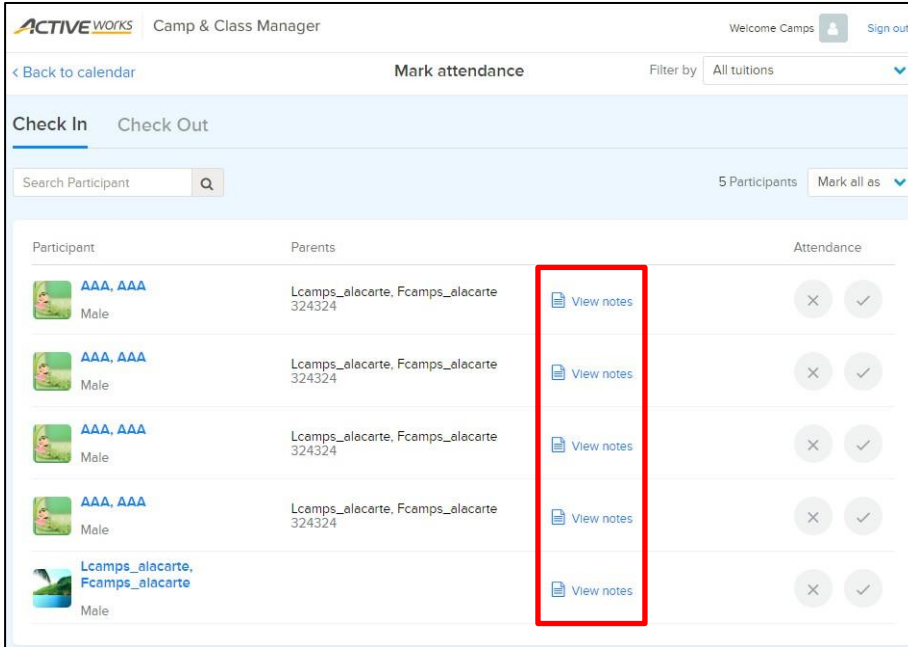 ACTIVE works Camp & Class Manager Welcome Camps Sign out
< Back to calendar Mark attendance Filter by All tuitions
Check In Check Out
Search Participant 5 Participants Mark all as
Participant Parents Attendance
AAA, AAA Lcamps_alacarte, Fcamps_alacarte View notes
Male 324324
AAA, AAA Lcamps_alacarte, Fcamps_alacarte View notes
Male 324324
AAA, AAA Lcamps_alacarte, Fcamps_alacarte View notes
Male 324324
AAA, AAA Lcamps_alacarte, Fcamps_alacarte View notes
Male 324324
Lcamps_alacarte,
Fcamps_alacarte View notes
Male